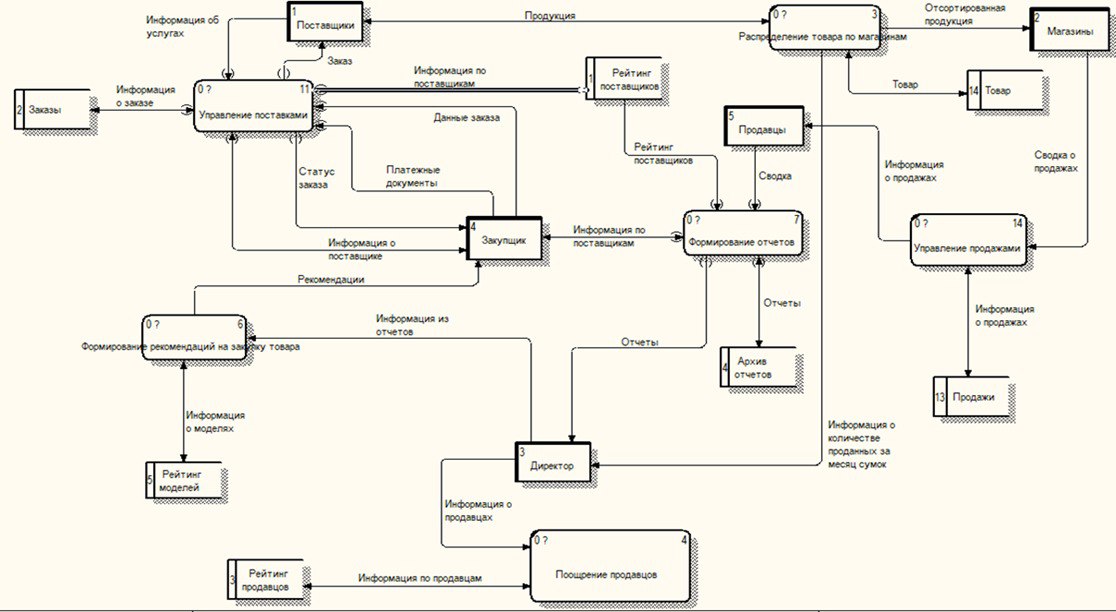 1
Поставщики
Информация об
услугах
Продукция
0 ?
3
Распределение товара по магазинам
Отсортированная
продукция
2
Магазины
Заказ
Информация
о заказе
2
Заказы
0 ?
11
Управление поставками
Информация по
поставщикам
1
Рейтинг
поставщиков
Товар
14
Товар
Данные заказа
5
Продавцы
Рейтинг
поставщиков
Сводка
Информация
о продажах
Сводка о
продажах
Статус
заказа
Платежные
документы
4
Закупщик
Информация о
поставщике
Информация по
поставщикам
0 ?
7
Формирование отчетов
0 ?
14
Управление продажами
Рекомендации
0 ?
6
Формирование рекомендаций на закупку товара
Информация из
отчетов
Отчеты
Отчеты
4
Архив
отчетов
Информация
о продажах
13
Продажи
Информация
о моделях
5
Рейтинг
моделей
3
Директор
Информация о
количестве
проданных за
месяц сумок
Информация о
продавцах
0 ?
4
Поощрение продавцов
3
Рейтинг
продавцов
Информация по продавцам